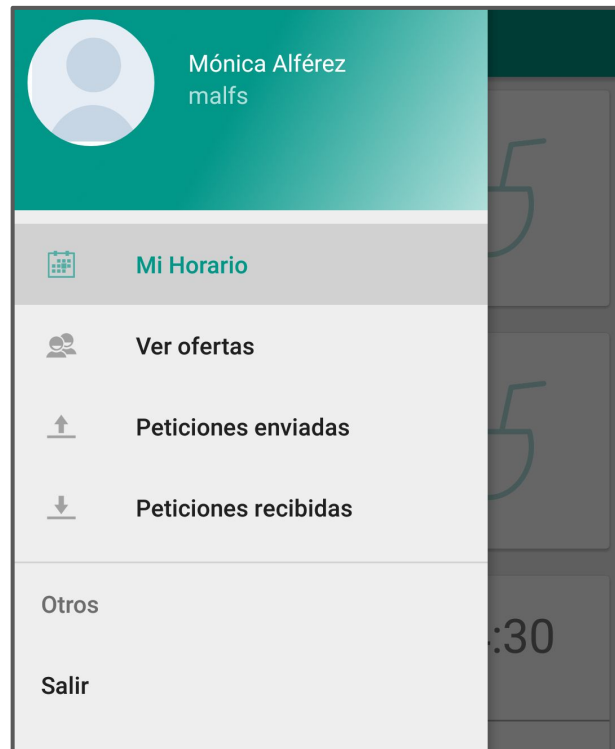 Mónica Alférez
malfs
Mi Horario
Ver ofertas
Peticiones enviadas
Peticiones recibidas
Otros
:30
Salir